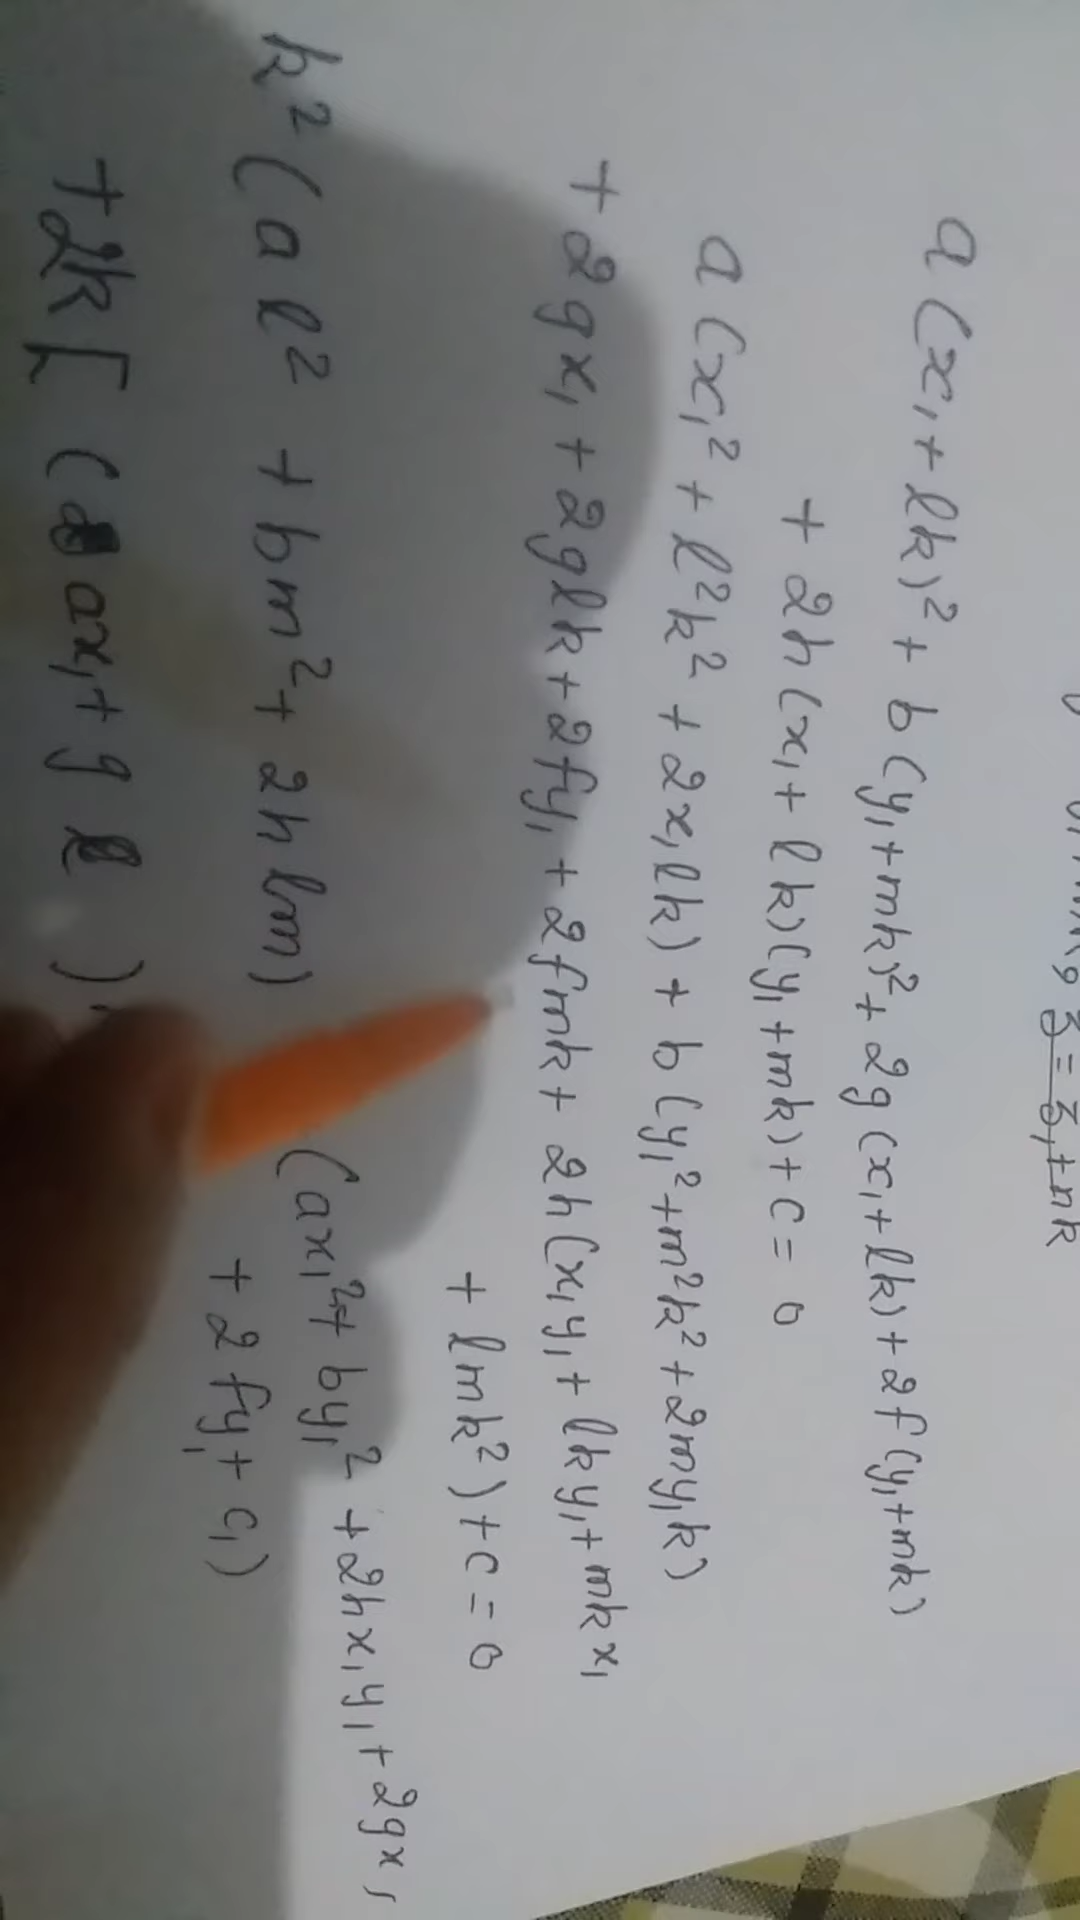 z = z₁ + nk
a (x₁ + lk)² + b (y₁ + mk)² + 2g (x₁ + lk) + 2f (y₁ + mk)
+ 2h (x₁ + lk) (y₁ + mk) + c = 0
a (x₁² + l²k² + 2x₁lk) + b (y₁² + m²k² + 2my₁k)
+ 2gx₁ + 2glk + 2fy₁ + 2fmk + 2h (x₁y₁ + lky₁ + mkx₁
+ lmk²) + c = 0
k² (al² + bm² + 2hlm) (ax₁² + by₁² + 2hx₁y₁ + 2gx₁
+ 2fy₁ + c₁)
+ 2k [ ( ax₁ + g )